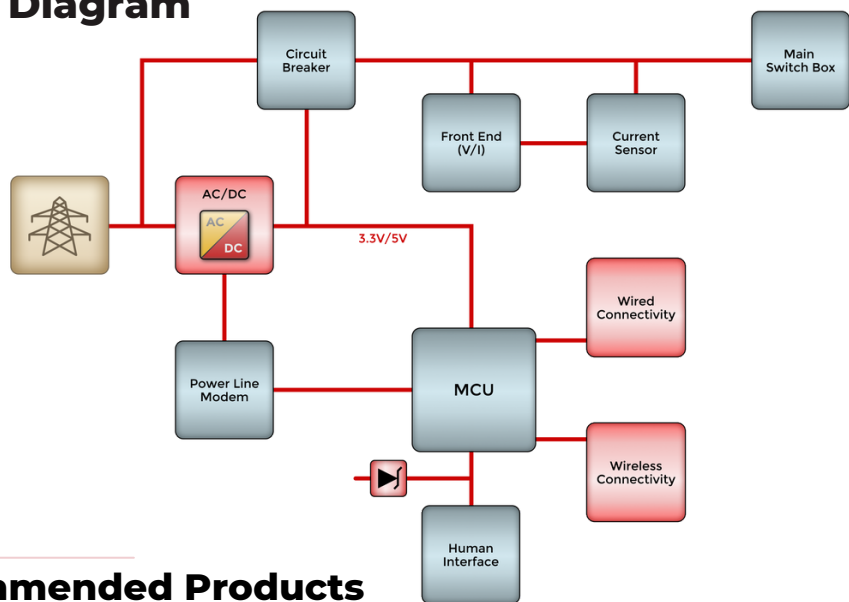 Diagram
Circuit
Breaker
Main
Switch Box
Front End
(V/I)
Current
Sensor
AC/DC
AC
DC
3.3V/5V
Wired
Connectivity
Power Line
Modem
MCU
Wireless
Connectivity
Human
Interface
mmended Products